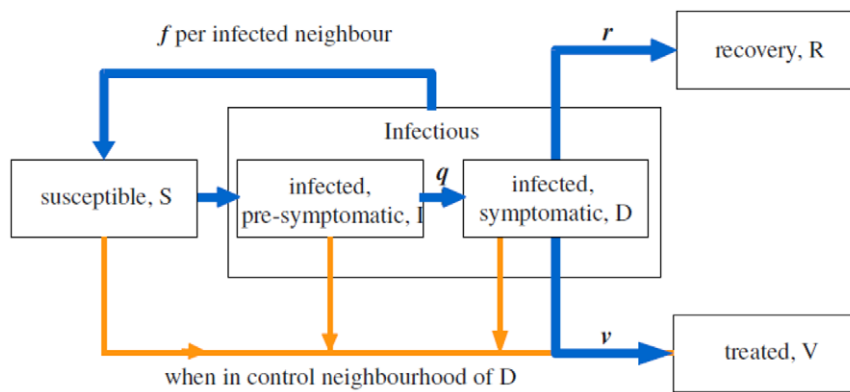 f per infected neighbour
r
recovery, R
Infectious
susceptible, S
infected,
pre-symptomatic, I
q
infected,
symptomatic, D
v
treated, V
when in control neighbourhood of D